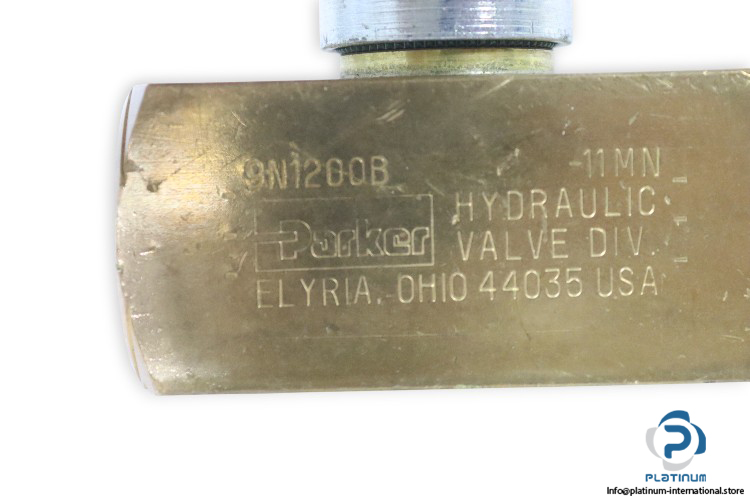 9N1200B -11MN
Parker HYDRAULIC
VALVE DIV.
ELYRIA, OHIO 44035 USA
PLATINUM
Info@platinum-international.store